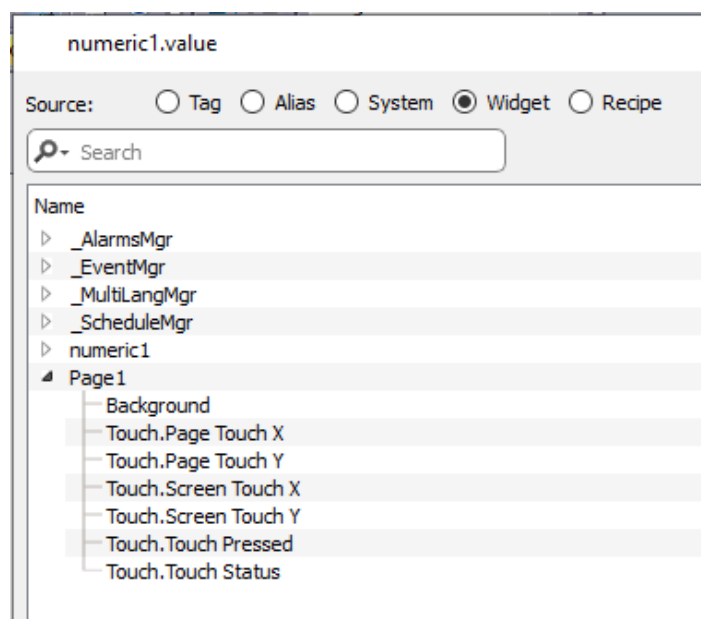 numeric1.value
Source: Tag Alias System Widget Recipe
Search
Name
_AlarmsMgr
_EventMgr
_MultiLangMgr
_ScheduleMgr
numeric1
Page1
Background
Touch.Page Touch X
Touch.Page Touch Y
Touch.Screen Touch X
Touch.Screen Touch Y
Touch.Touch Pressed
Touch.Touch Status